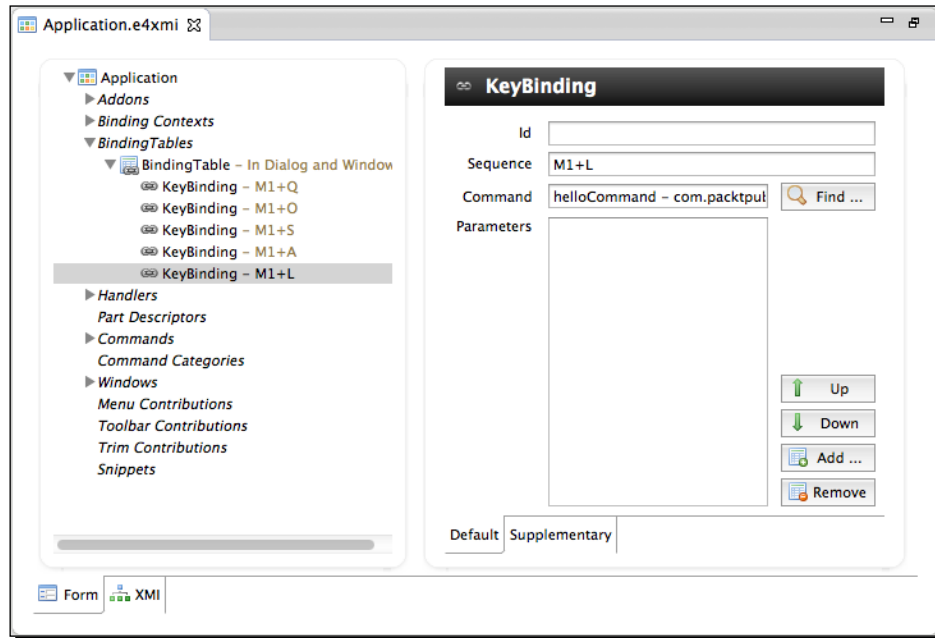 Application.e4xmi
Application
Addons
Binding Contexts
BindingTables
BindingTable – In Dialog and Window
KeyBinding – M1+Q
KeyBinding – M1+O
KeyBinding – M1+S
KeyBinding – M1+A
KeyBinding – M1+L
Handlers
Part Descriptors
Commands
Command Categories
Windows
Menu Contributions
Toolbar Contributions
Trim Contributions
Snippets
KeyBinding
Id
Sequence M1+L
Command helloCommand – com.packtpub Find ...
Parameters
Up
Down
Add ...
Remove
Default Supplementary
Form XMI